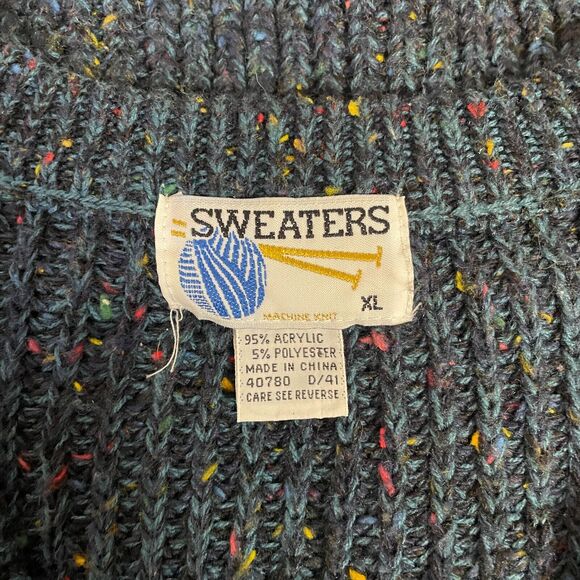 SWEATERS
XL
MACHINE KNIT
95% ACRYLIC
5% POLYESTER
MADE IN CHINA
40780 D/41
CARE SEE REVERSE